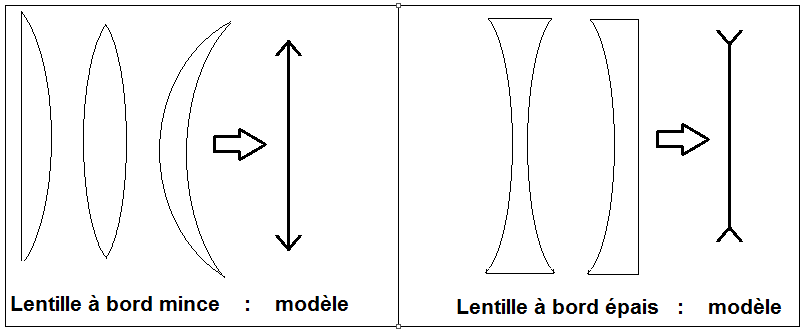 Lentille à bord mince : modèle
Lentille à bord épais : modèle